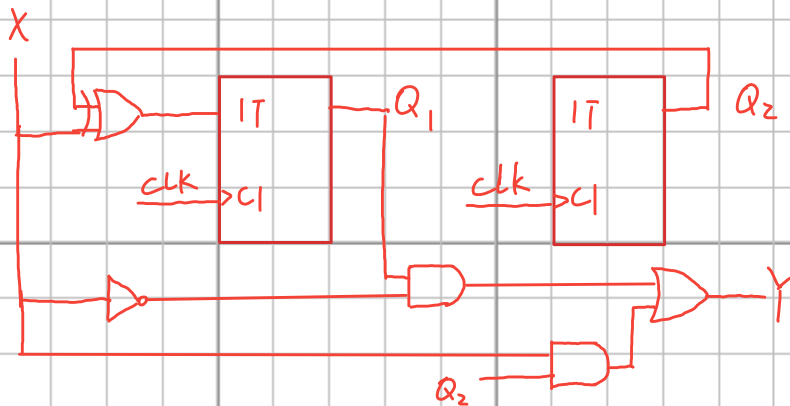 X
1T Q₁ 1T Q₂
CLK C1 CLK C1
Y
Q₂